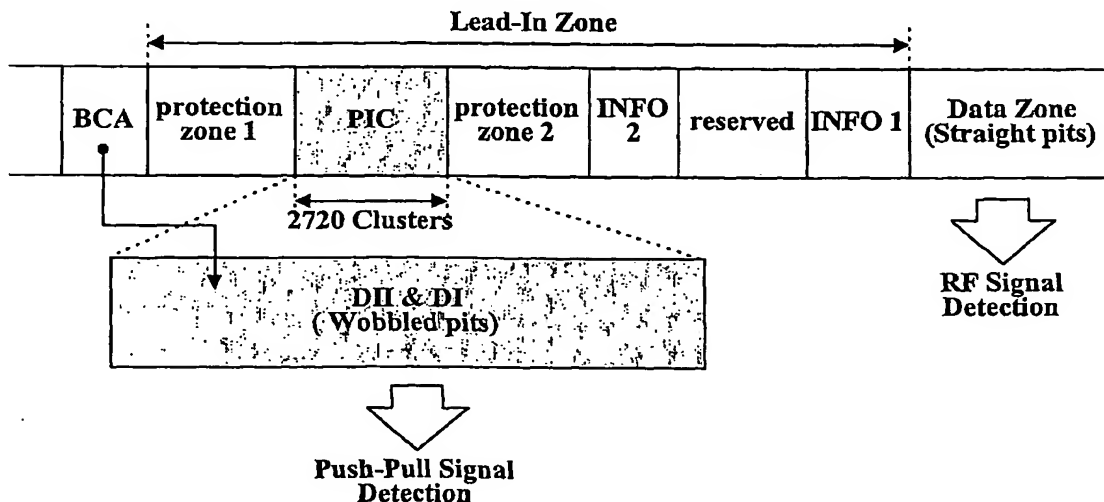 Lead-In Zone
BCA
protection
zone 1
PIC
protection
zone 2
INFO
2
reserved
INFO 1
Data Zone
(Straight pits)
2720 Clusters
DII & DI
( Wobbled pits)
RF Signal
Detection
Push-Pull Signal
Detection